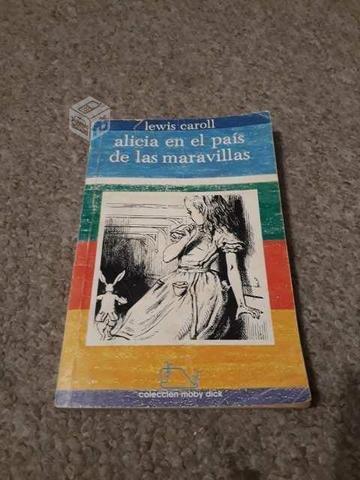 lewis caroll
alicia en el país
de las maravillas
colección moby dick